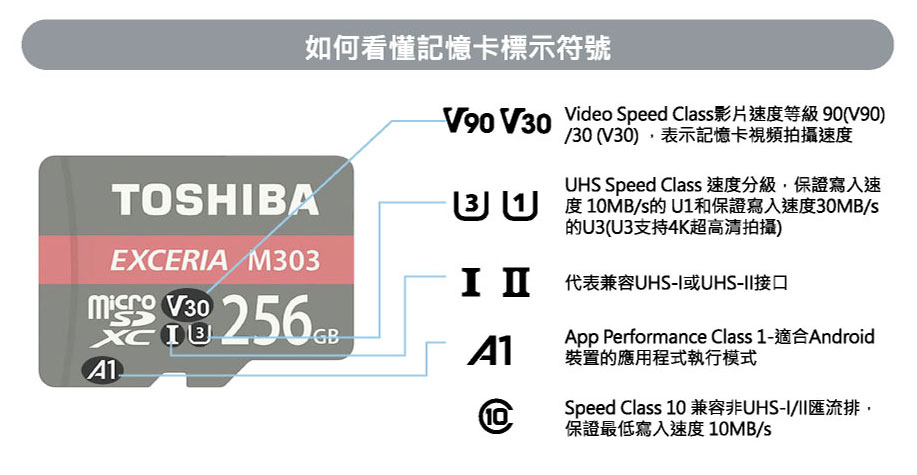 如何看懂記憶卡標示符號
V90 V30
Video Speed Class影片速度等級 90(V90)
/30 (V30) ，表示記憶卡視頻拍攝速度
3 1
UHS Speed Class 速度分級，保證寫入速
度 10MB/s的 U1和保證寫入速度30MB/s
的U3(U3支持4K超高清拍攝)
I II
代表兼容UHS-I或UHS-II接口
A1
App Performance Class 1-適合Android
裝置的應用程式執行模式
10
Speed Class 10 兼容非UHS-I/II匯流排，
保證最低寫入速度 10MB/s
TOSHIBA
EXCERIA M303
micro SD XC
V30
I 3
256GB
A1